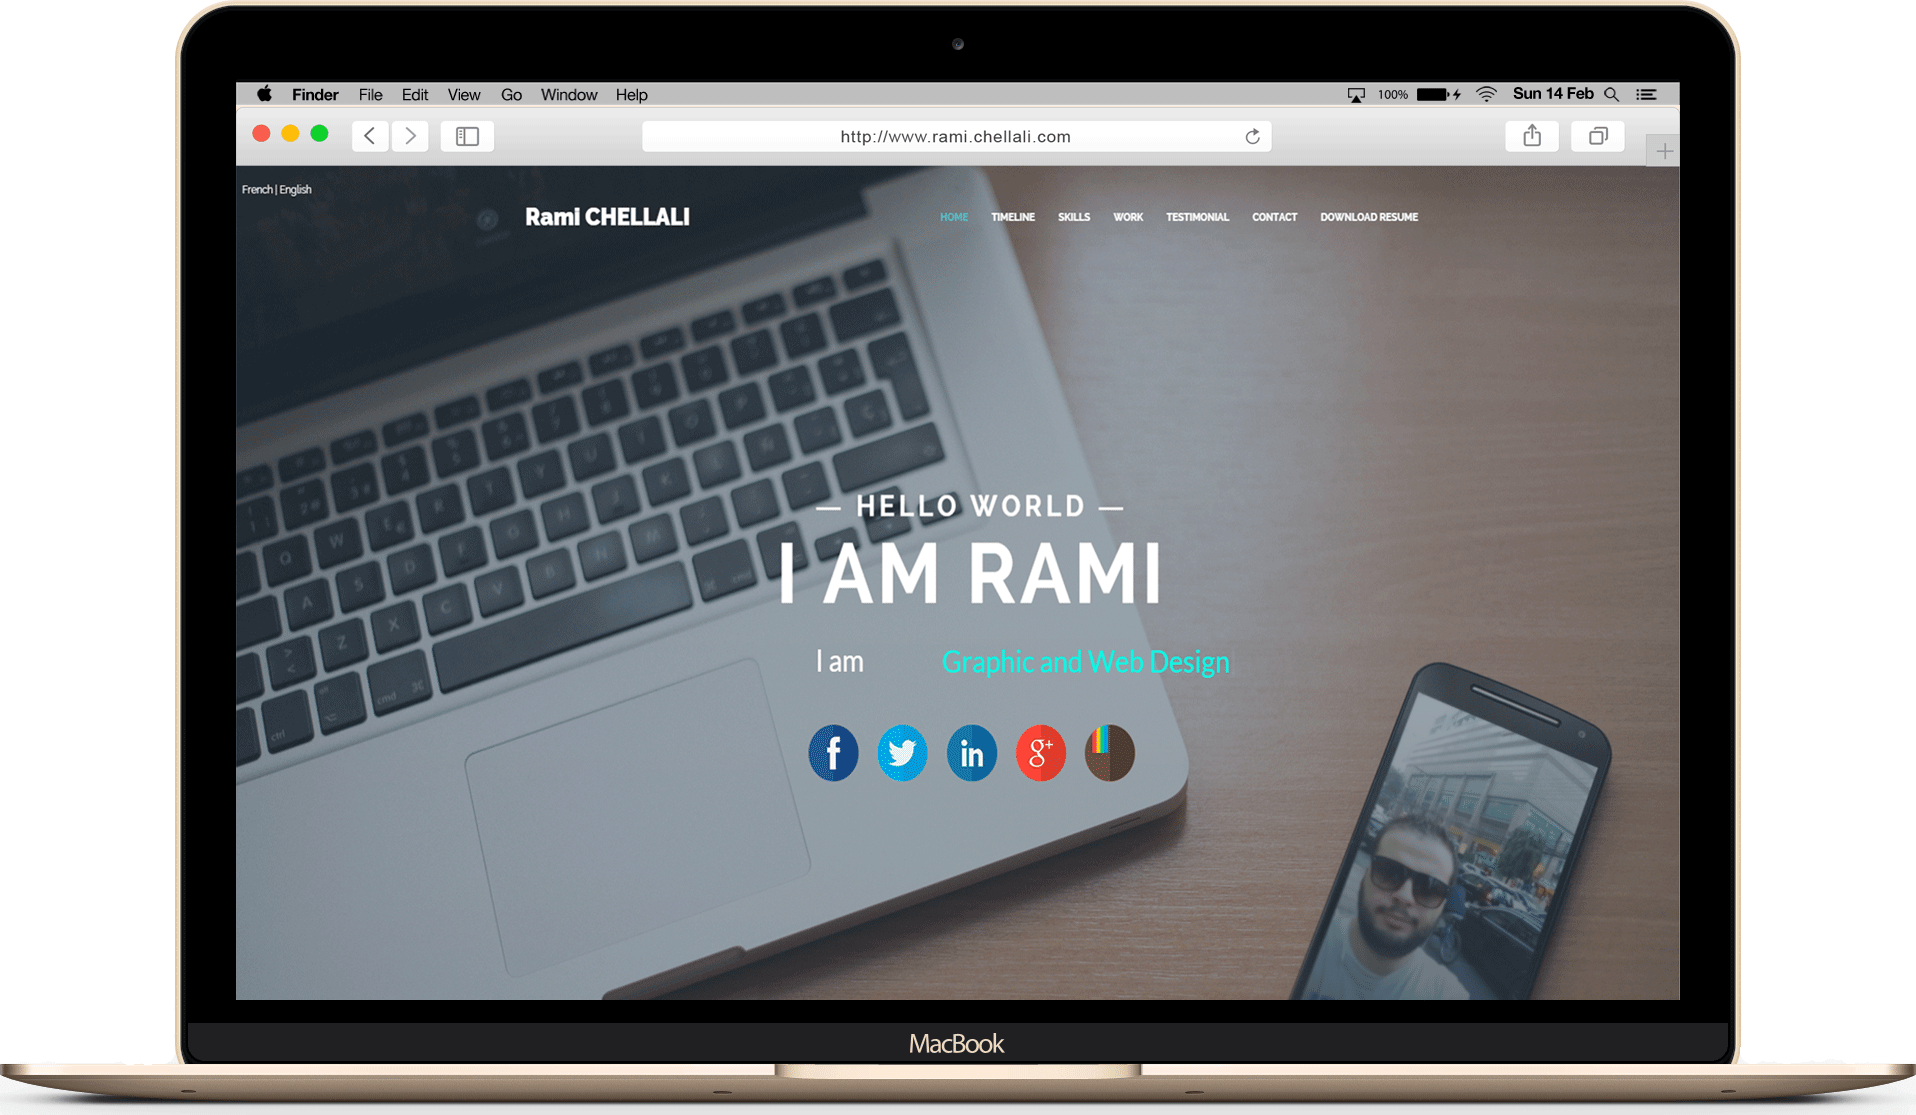 Finder File Edit View Go Window Help 100% Sun 14 Feb
http://www.rami.chellali.com
French | English
Rami CHELLALI HOME TIMELINE SKILLS WORK TESTIMONIAL CONTACT DOWNLOAD RESUME
— HELLO WORLD —
I AM RAMI
I am Graphic and Web Design
f in g+
MacBook